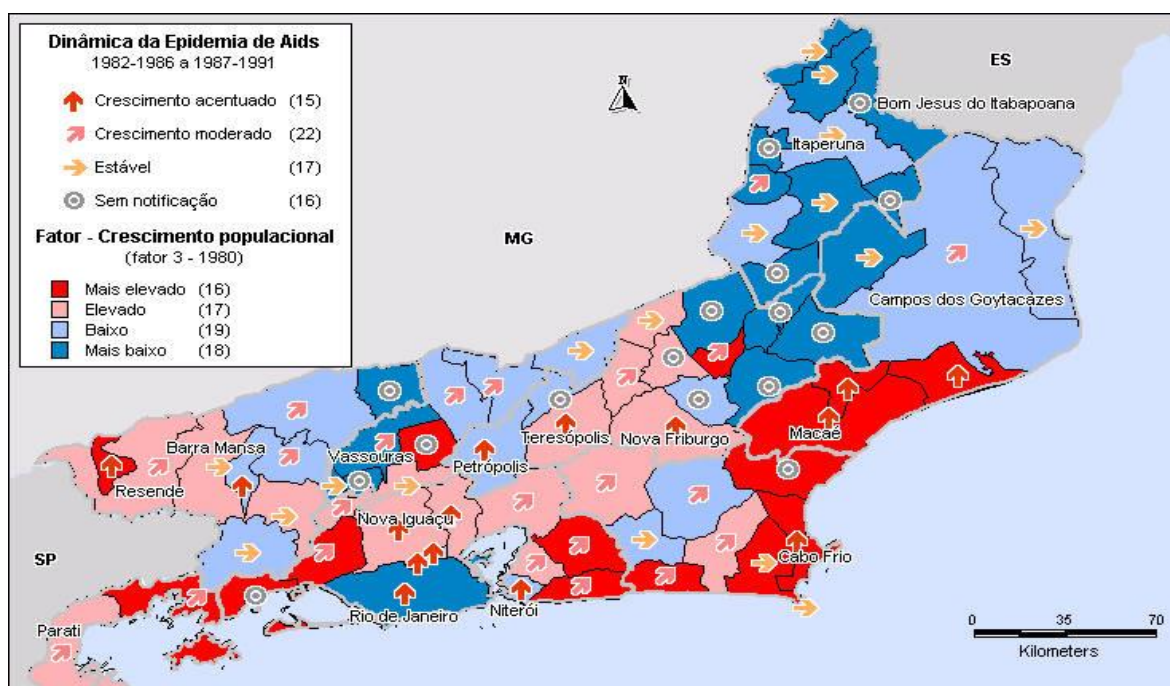 Dinâmica da Epidemia de Aids
1982-1986 a 1987-1991
Crescimento acentuado (15)
Crescimento moderado (22)
Estável (17)
Sem notificação (16)
Fator - Crescimento populacional
(fator 3 - 1980)
Mais elevado (16)
Elevado (17)
Baixo (19)
Mais baixo (18)
N
ES
MG
SP
Bom Jesus do Itabapoana
Itaperuna
Campos dos Goytacazes
Macaé
Nova Friburgo
Teresópolis
Petrópolis
Vassouras
Barra Mansa
Resende
Nova Iguaçu
Cabo Frio
Niterói
Rio de Janeiro
Parati
0 35 70
Kilometers